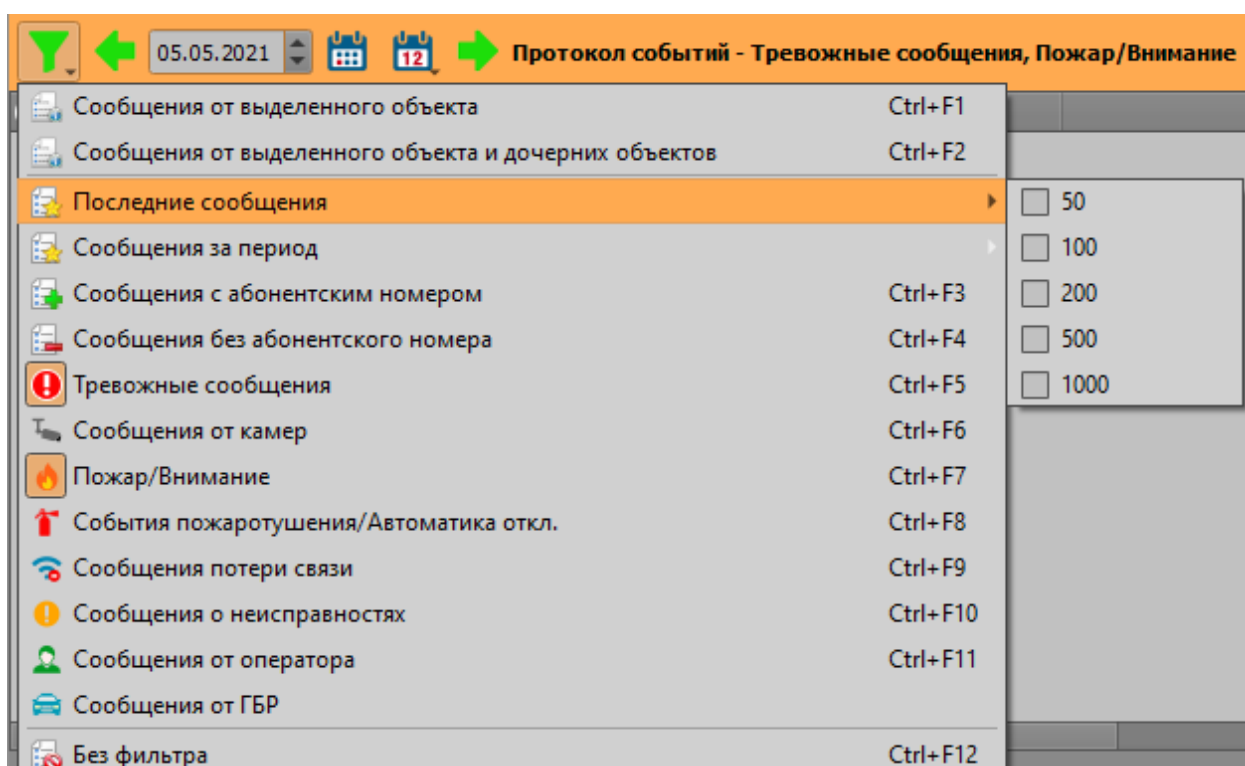 05.05.2021 12 Протокол событий - Тревожные сообщения, Пожар/Внимание
Сообщения от выделенного объекта Ctrl+F1
Сообщения от выделенного объекта и дочерних объектов Ctrl+F2
Последние сообщения 50
Сообщения за период 100
Сообщения с абонентским номером Ctrl+F3 200
Сообщения без абонентского номера Ctrl+F4 500
Тревожные сообщения Ctrl+F5 1000
Сообщения от камер Ctrl+F6
Пожар/Внимание Ctrl+F7
События пожаротушения/Автоматика откл. Ctrl+F8
Сообщения потери связи Ctrl+F9
Сообщения о неисправностях Ctrl+F10
Сообщения от оператора Ctrl+F11
Сообщения от ГБР
Без фильтра Ctrl+F12